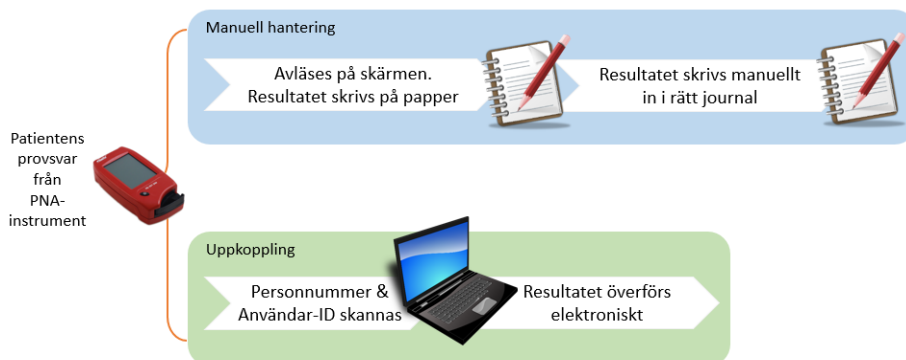 Manuell hantering
Avläses på skärmen.
Resultatet skrivs på papper
Resultatet skrivs manuellt
in i rätt journal
Patientens
provsvar
från
PNA-
instrument
Uppkoppling
Personnummer &
Användar-ID skannas
Resultatet överförs
elektroniskt